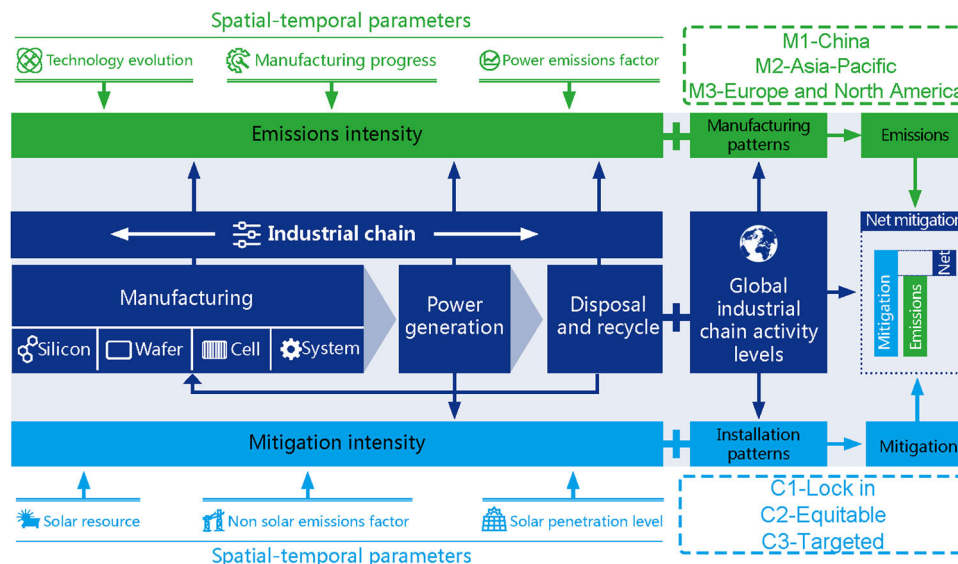 Spatial-temporal parameters
Technology evolution
Manufacturing progress
Power emissions factor
M1-China
M2-Asia-Pacific
M3-Europe and North America
Emissions intensity
Manufacturing
patterns
Emissions
Industrial chain
Net mitigation
Manufacturing
Silicon
Wafer
Cell
System
Power
generation
Disposal
and recycle
Global
industrial
chain activity
levels
Mitigation
Emissions
Net
Mitigation intensity
Installation
patterns
Mitigation
Solar resource
Non solar emissions factor
Solar penetration level
Spatial-temporal parameters
C1-Lock in
C2-Equitable
C3-Targeted